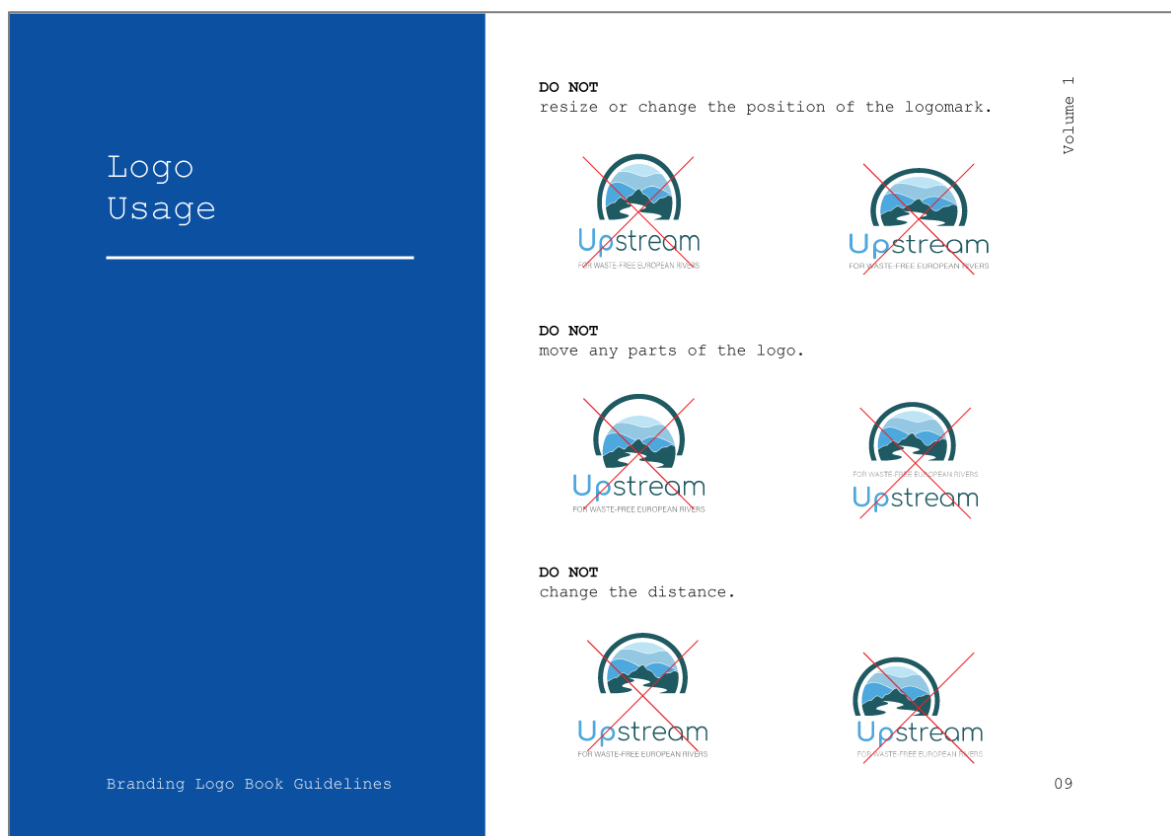 Logo
Usage
Branding Logo Book Guidelines
Volume 1
DO NOT
resize or change the position of the logomark.
Upstream
FOR WASTE-FREE EUROPEAN RIVERS
Upstream
FOR WASTE-FREE EUROPEAN RIVERS
DO NOT
move any parts of the logo.
Upstream
FOR WASTE-FREE EUROPEAN RIVERS
FOR WASTE-FREE EUROPEAN RIVERS
Upstream
DO NOT
change the distance.
Upstream
FOR WASTE-FREE EUROPEAN RIVERS
Upstream
FOR WASTE-FREE EUROPEAN RIVERS
09